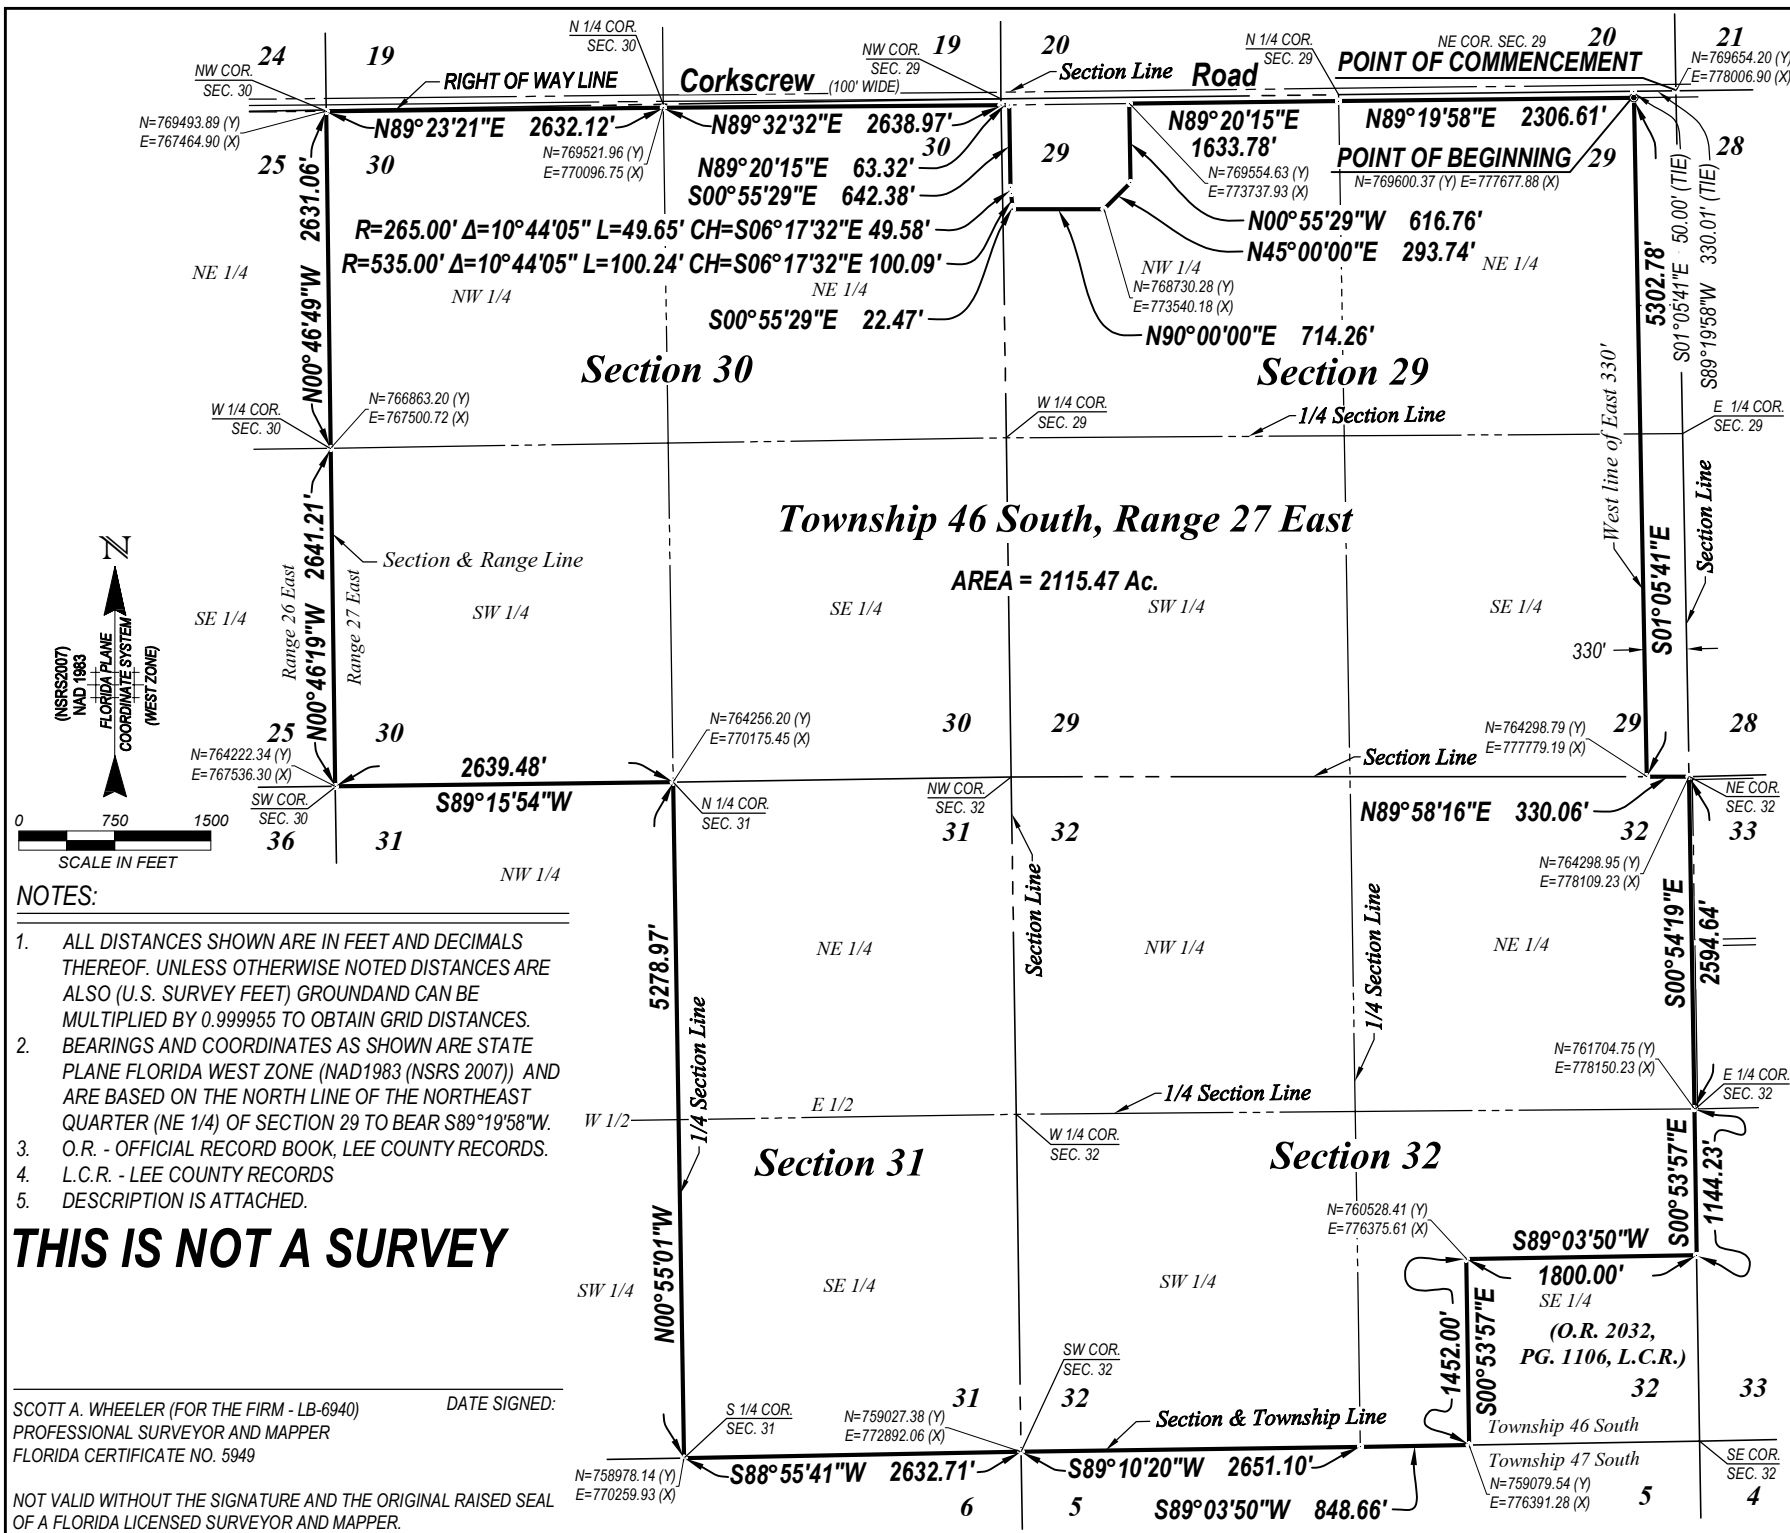 24
19
N 1/4 COR.
SEC. 30
NW COR.
SEC. 29
19
20
N 1/4 COR.
SEC. 29
NE COR. SEC. 29
20
21
NW COR.
SEC. 30
RIGHT OF WAY LINE
Corkscrew
(100' WIDE)
Section Line
Road
POINT OF COMMENCEMENT
N=769654.20 (Y)
E=778006.90 (X)
N=769493.89 (Y)
E=767464.90 (X)
N89°23'21"E 2632.12'
N=769521.96 (Y)
E=770096.75 (X)
N89°32'32"E 2638.97'
30
29
N89°20'15"E
1633.78'
N89°19'58"E 2306.61'
POINT OF BEGINNING
N=769600.37 (Y) E=777677.88 (X)
29
28
25
30
N89°20'15"E 63.32'
S00°55'29"E 642.38'
R=265.00' Δ=10°44'05" L=49.65' CH=S06°17'32"E 49.58'
R=535.00' Δ=10°44'05" L=100.24' CH=S06°17'32"E 100.09'
S00°55'29"E 22.47'
N=769554.63 (Y)
E=773737.93 (X)
N00°55'29"W 616.76'
N45°00'00"E 293.74'
NW 1/4
N=768730.28 (Y)
E=773540.18 (X)
N90°00'00"E 714.26'
NE 1/4
NE 1/4
NW 1/4
NE 1/4
N00°46'49"W 2631.06'
5302.78'
S01°05'41"E 50.00' (TIE)
S89°19'58"W 330.01' (TIE)
Section 30
Section 29
West line of East 330'
W 1/4 COR.
SEC. 30
N=766863.20 (Y)
E=767500.72 (X)
W 1/4 COR.
SEC. 29
1/4 Section Line
E 1/4 COR.
SEC. 29
Section Line
Township 46 South, Range 27 East
AREA = 2115.47 Ac.
N
(NSRS2007)
NAD 1983
FLORIDA PLANE
COORDINATE SYSTEM
(WEST ZONE)
N00°46'19"W 2641.21'
Section & Range Line
Range 26 East
Range 27 East
SE 1/4
SW 1/4
SE 1/4
SW 1/4
SE 1/4
S01°05'41"E
330'
25
30
N=764222.34 (Y)
E=767536.30 (X)
SW COR.
SEC. 30
2639.48'
S89°15'54"W
N=764256.20 (Y)
E=770175.45 (X)
N 1/4 COR.
SEC. 31
30
29
NW COR.
SEC. 32
31
32
Section Line
N=764298.79 (Y)
E=777779.19 (X)
29
28
N89°58'16"E 330.06'
NE COR.
SEC. 32
32
33
N=764298.95 (Y)
E=778109.23 (X)
0 750 1500
SCALE IN FEET
36
31
NW 1/4
NE 1/4
NW 1/4
NE 1/4
Section Line
1/4 Section Line
S00°54'19"E
2594.64'
NOTES:
1. ALL DISTANCES SHOWN ARE IN FEET AND DECIMALS
THEREOF. UNLESS OTHERWISE NOTED DISTANCES ARE
ALSO (U.S. SURVEY FEET) GROUNDAND CAN BE
MULTIPLIED BY 0.999955 TO OBTAIN GRID DISTANCES.
2. BEARINGS AND COORDINATES AS SHOWN ARE STATE
PLANE FLORIDA WEST ZONE (NAD1983 (NSRS 2007)) AND
ARE BASED ON THE NORTH LINE OF THE NORTHEAST
QUARTER (NE 1/4) OF SECTION 29 TO BEAR S89°19'58"W.
3. O.R. - OFFICIAL RECORD BOOK, LEE COUNTY RECORDS.
4. L.C.R. - LEE COUNTY RECORDS
5. DESCRIPTION IS ATTACHED.
THIS IS NOT A SURVEY
5278.97'
1/4 Section Line
N00°55'01"W
W 1/2
E 1/2
W 1/4 COR.
SEC. 32
1/4 Section Line
N=761704.75 (Y)
E=778150.23 (X)
E 1/4 COR.
SEC. 32
Section 31
Section 32
S00°53'57"E
1144.23'
N=760528.41 (Y)
E=776375.61 (X)
S89°03'50"W
1800.00'
SE 1/4
(O.R. 2032,
PG. 1106, L.C.R.)
SW 1/4
SE 1/4
SW 1/4
1452.00'
S00°53'57"E
32
33
SW COR.
SEC. 32
31
32
S 1/4 COR.
SEC. 31
N=759027.38 (Y)
E=772892.06 (X)
Section & Township Line
Township 46 South
Township 47 South
SE COR.
SEC. 32
N=758978.14 (Y)
E=770259.93 (X)
S88°55'41"W 2632.71'
S89°10'20"W 2651.10'
S89°03'50"W 848.66'
N=759079.54 (Y)
E=776391.28 (X)
6
5
5
4
SCOTT A. WHEELER (FOR THE FIRM - LB-6940)
DATE SIGNED:
PROFESSIONAL SURVEYOR AND MAPPER
FLORIDA CERTIFICATE NO. 5949
NOT VALID WITHOUT THE SIGNATURE AND THE ORIGINAL RAISED SEAL
OF A FLORIDA LICENSED SURVEYOR AND MAPPER.